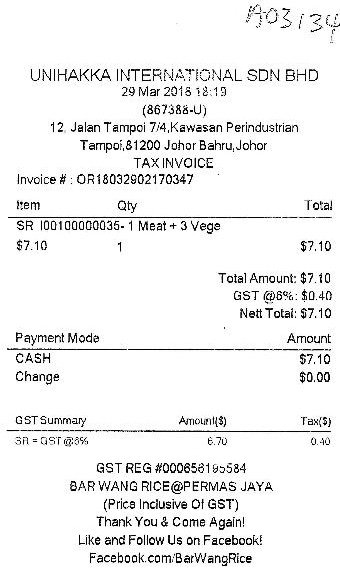 A03134
UNIHAKKA INTERNATIONAL SDN BHD
29 Mar 2018 18:19
(867388-U)
12, Jalan Tampoi 7/4,Kawasan Perindustrian
Tampoi,81200 Johor Bahru,Johor
TAX INVOICE
Invoice # : OR18032902170347
Item Qty Total
SR I00100000035- 1 Meat + 3 Vege
$7.10 1 $7.10
Total Amount: $7.10
GST @6%: $0.40
Nett Total: $7.10
Payment Mode Amount
CASH $7.10
Change $0.00
GST Summary Amount($) Tax($)
SR = GST @6% 6.70 0.40
GST REG #000656195584
BAR WANG RICE@PERMAS JAYA
(Price Inclusive Of GST)
Thank You & Come Again!
Like and Follow Us on Facebook!
Facebook.com/BarWangRice